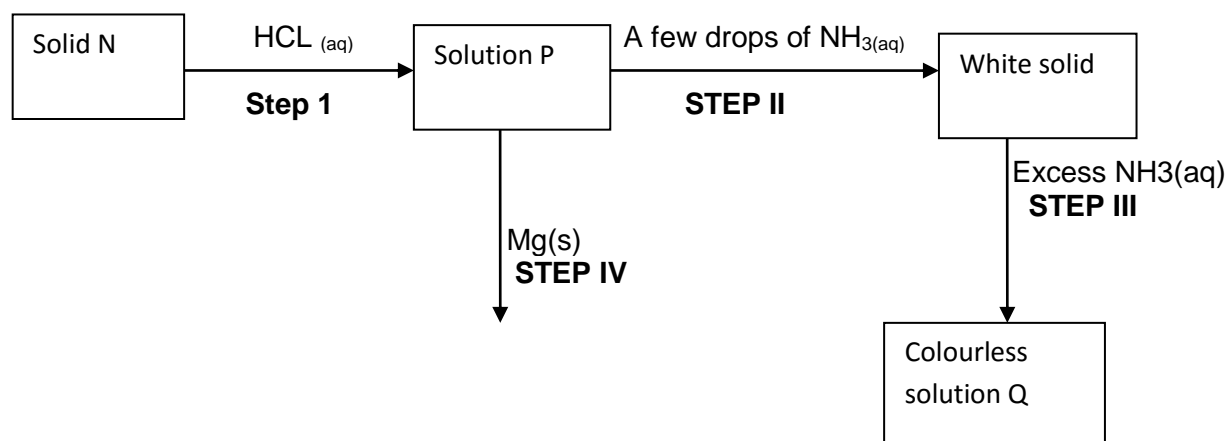 Solid N
HCL (aq)
Step 1
Solution P
A few drops of NH3(aq)
STEP II
White solid
Excess NH3(aq)
STEP III
Mg(s)
STEP IV
Colourless
solution Q